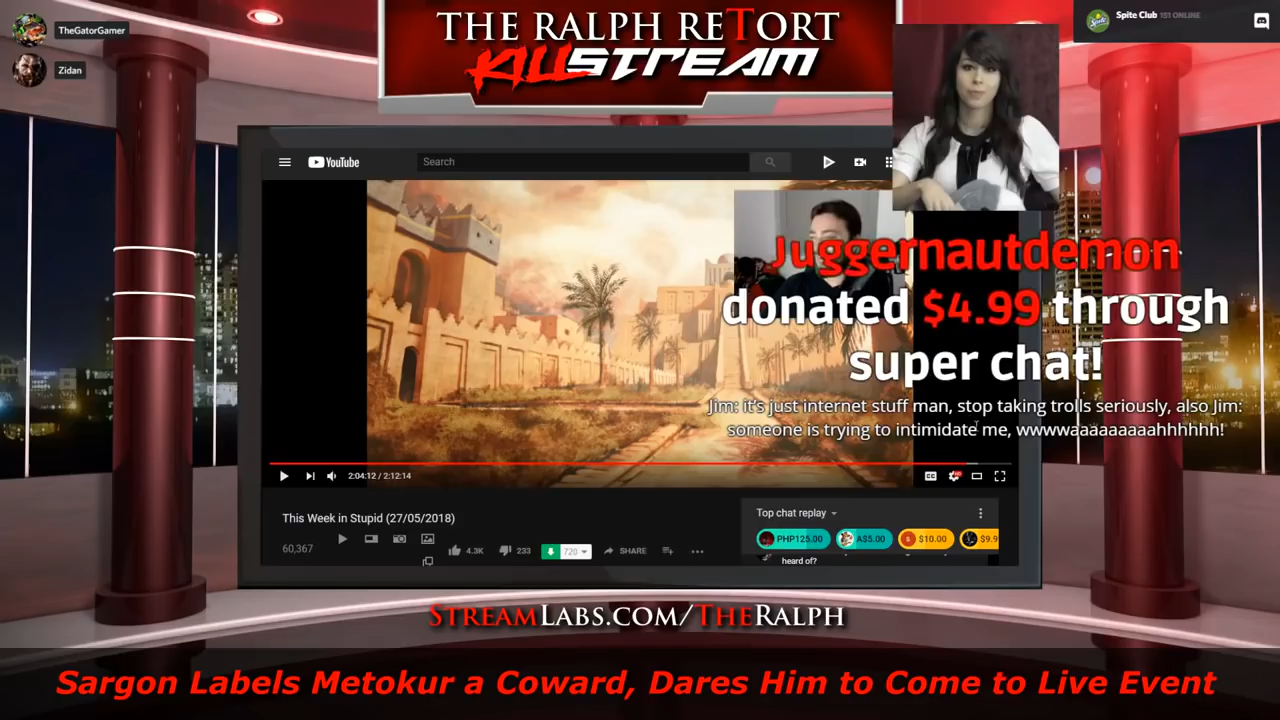 TheGatorGamer
Zidan
THE RALPH RETORT
KILLSTREAM
Spite Club 151 ONLINE
YouTube
Search
Juggernautdemon
donated $4.99 through
super chat!
Jim: it's just internet stuff man, stop taking trolls seriously, also Jim:
someone is trying to intimidate me, wwwwaaaaaaaaahhhhhh!
2:04:12 / 2:12:14
This Week in Stupid (27/05/2018)
60,367
4.3K
233
720
SHARE
Top chat replay
PHP125.00
A$5.00
$10.00
$9.9
heard of?
STREAMLABS.COM/THERALPH
Sargon Labels Metokur a Coward, Dares Him to Come to Live Event